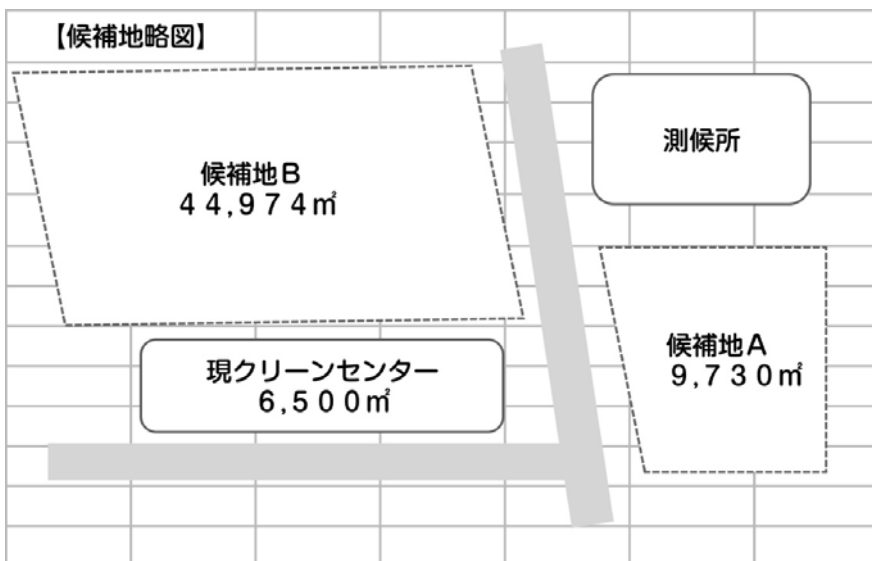 【候補地略図】
測候所
候補地B
44,974㎡
候補地A
9,730㎡
現クリーンセンター
6,500㎡